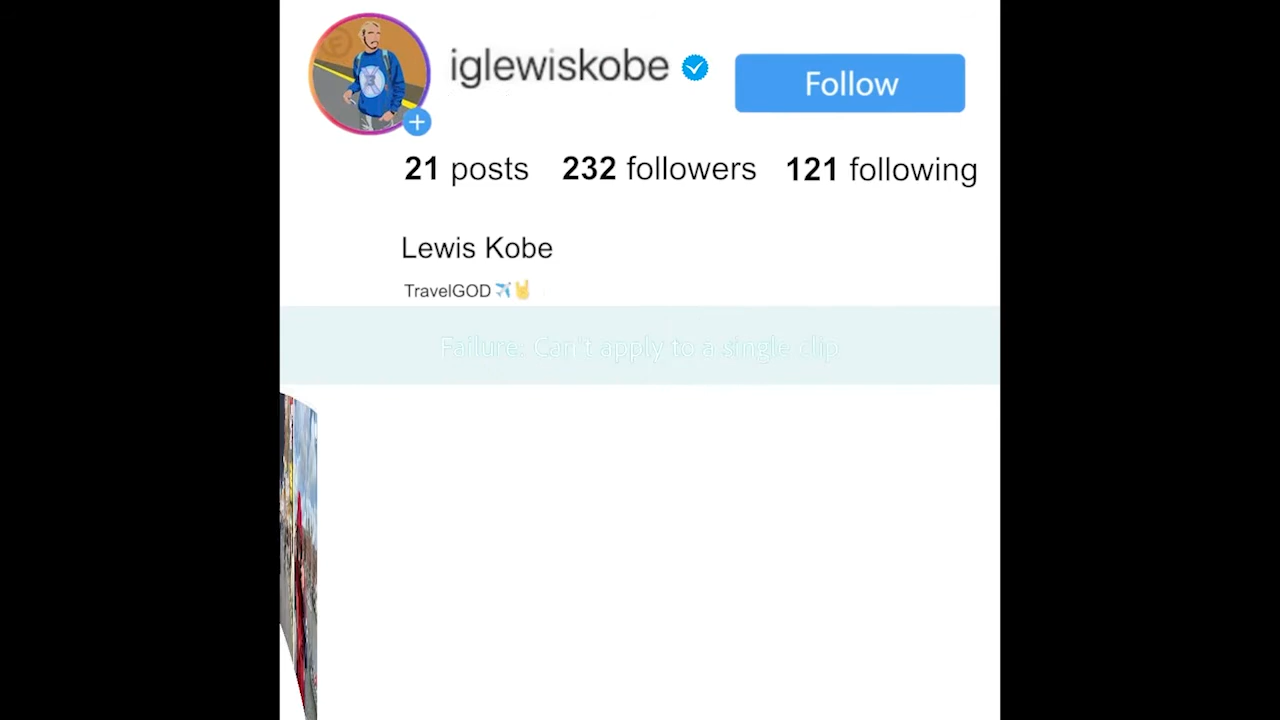 iglewiskobe
Follow
21 posts 232 followers 121 following
Lewis Kobe
TravelGOD✈️🤘
Failure: Can't apply to a single clip